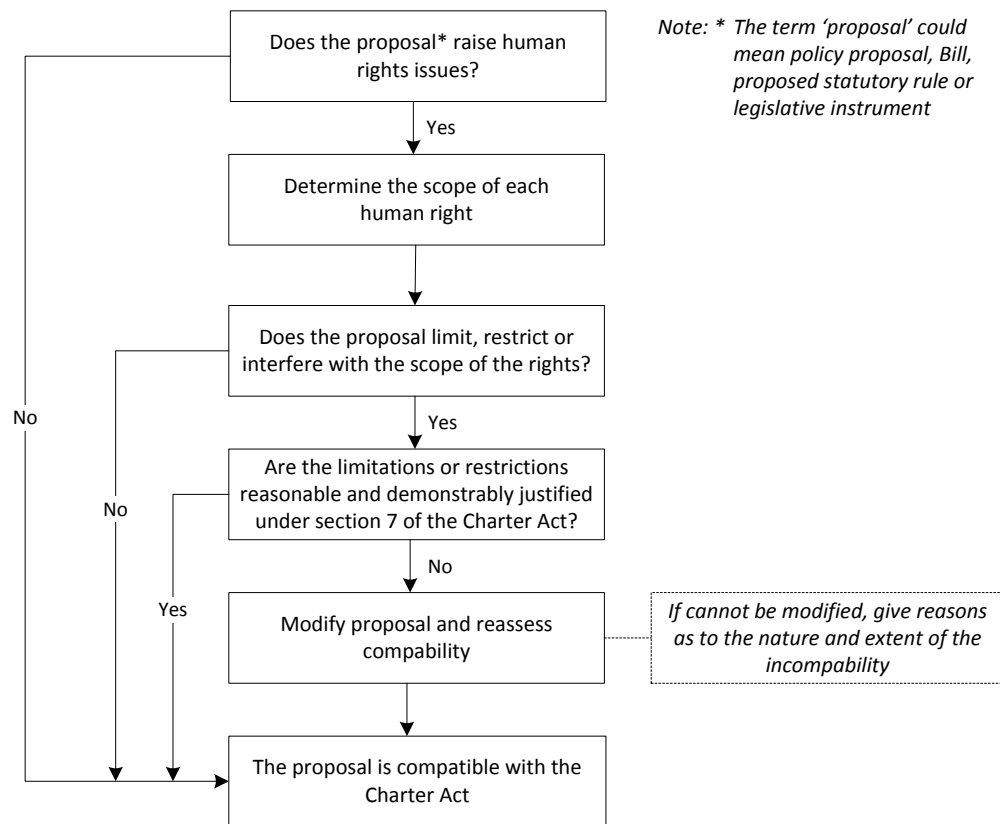 Does the proposal* raise human
rights issues?
Note: * The term ‘proposal’ could
mean policy proposal, Bill,
proposed statutory rule or
legislative instrument
Yes
Determine the scope of each
human right
Does the proposal limit, restrict or
interfere with the scope of the rights?
No
Yes
Are the limitations or restrictions
reasonable and demonstrably justified
under section 7 of the Charter Act?
No
No
Yes
Modify proposal and reassess
compability
If cannot be modified, give reasons
as to the nature and extent of the
incompability
The proposal is compatible with the
Charter Act